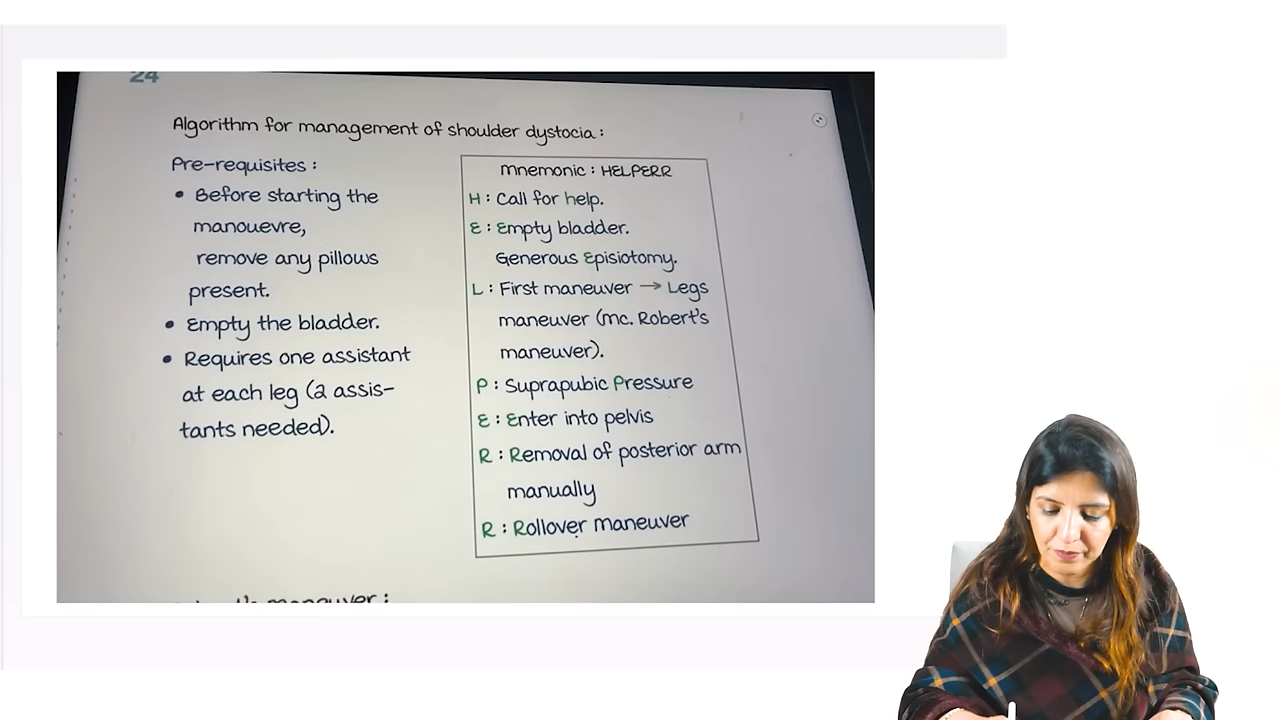 24
Algorithm for management of shoulder dystocia :
Pre-requisites :
• Before starting the
manouevre,
remove any pillows
present.
• Empty the bladder.
• Requires one assistant
at each leg (2 assis-
tants needed).
mnemonic : HELPERR
H : Call for help.
E : Empty bladder.
Generous Episiotomy.
L : First maneuver → Legs
maneuver (mc. Robert's
maneuver).
P : Suprapubic Pressure
E : Enter into pelvis
R : Removal of posterior arm
manually
R : Rollover maneuver
maneuver :